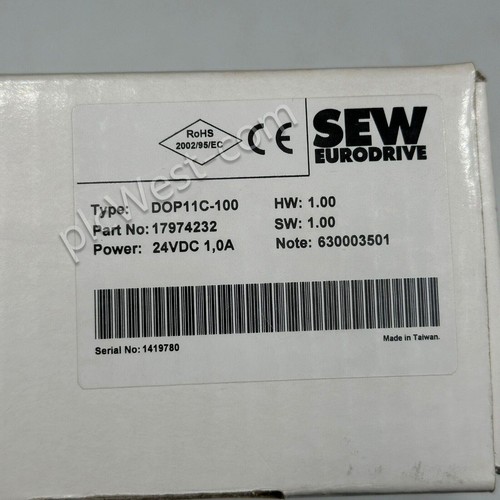 RoHS
2002/95/EC
CE
SEW
EURODRIVE
Type: DOP11C-100 HW: 1.00
Part No: 17974232 SW: 1.00
Power: 24VDC 1,0A Note: 630003501
Serial No: 1419780 Made in Taiwan.
plcWest.com